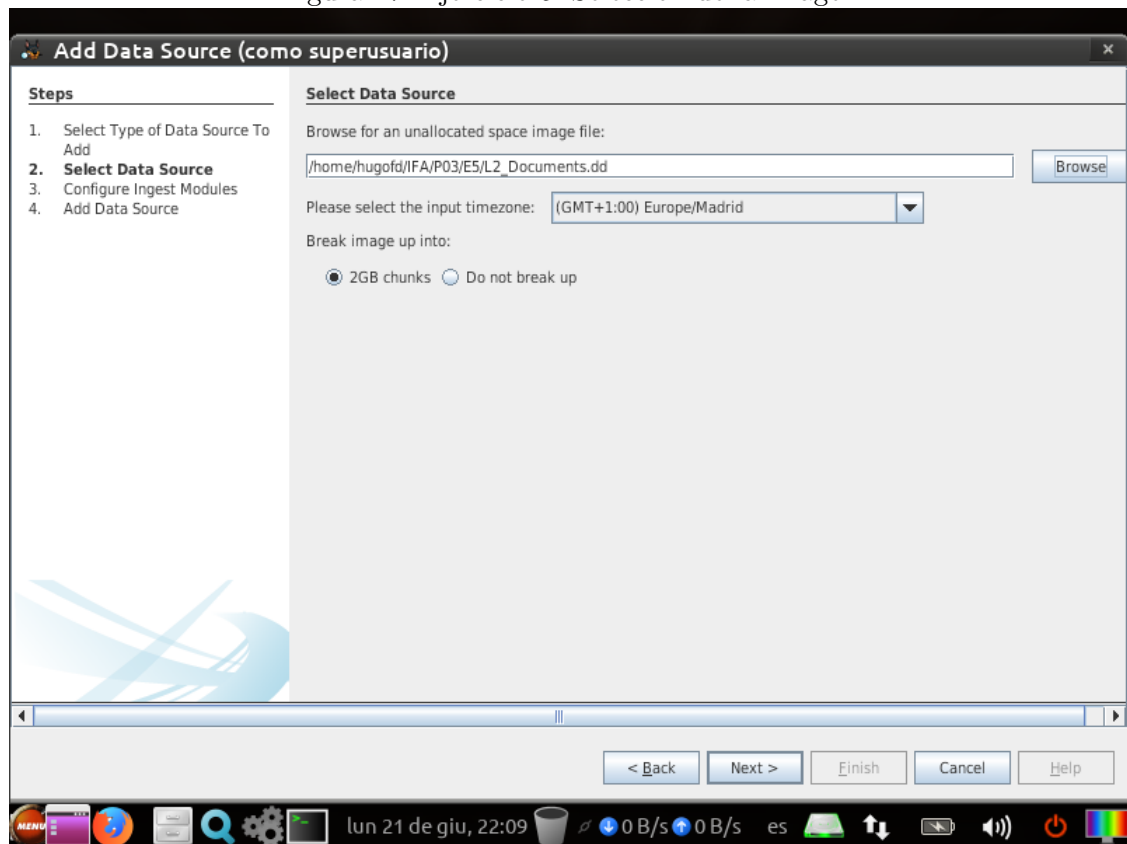 Add Data Source (como superusuario)
Steps
1. Select Type of Data Source To
Add
2. Select Data Source
3. Configure Ingest Modules
4. Add Data Source
Select Data Source
Browse for an unallocated space image file:
/home/hugofd/IFA/P03/E5/L2_Documents.dd
Browse
Please select the input timezone: (GMT+1:00) Europe/Madrid
Break image up into:
2GB chunks Do not break up
< Back Next > Finish Cancel Help
MENU lun 21 de giu, 22:09 0 B/s 0 B/s es